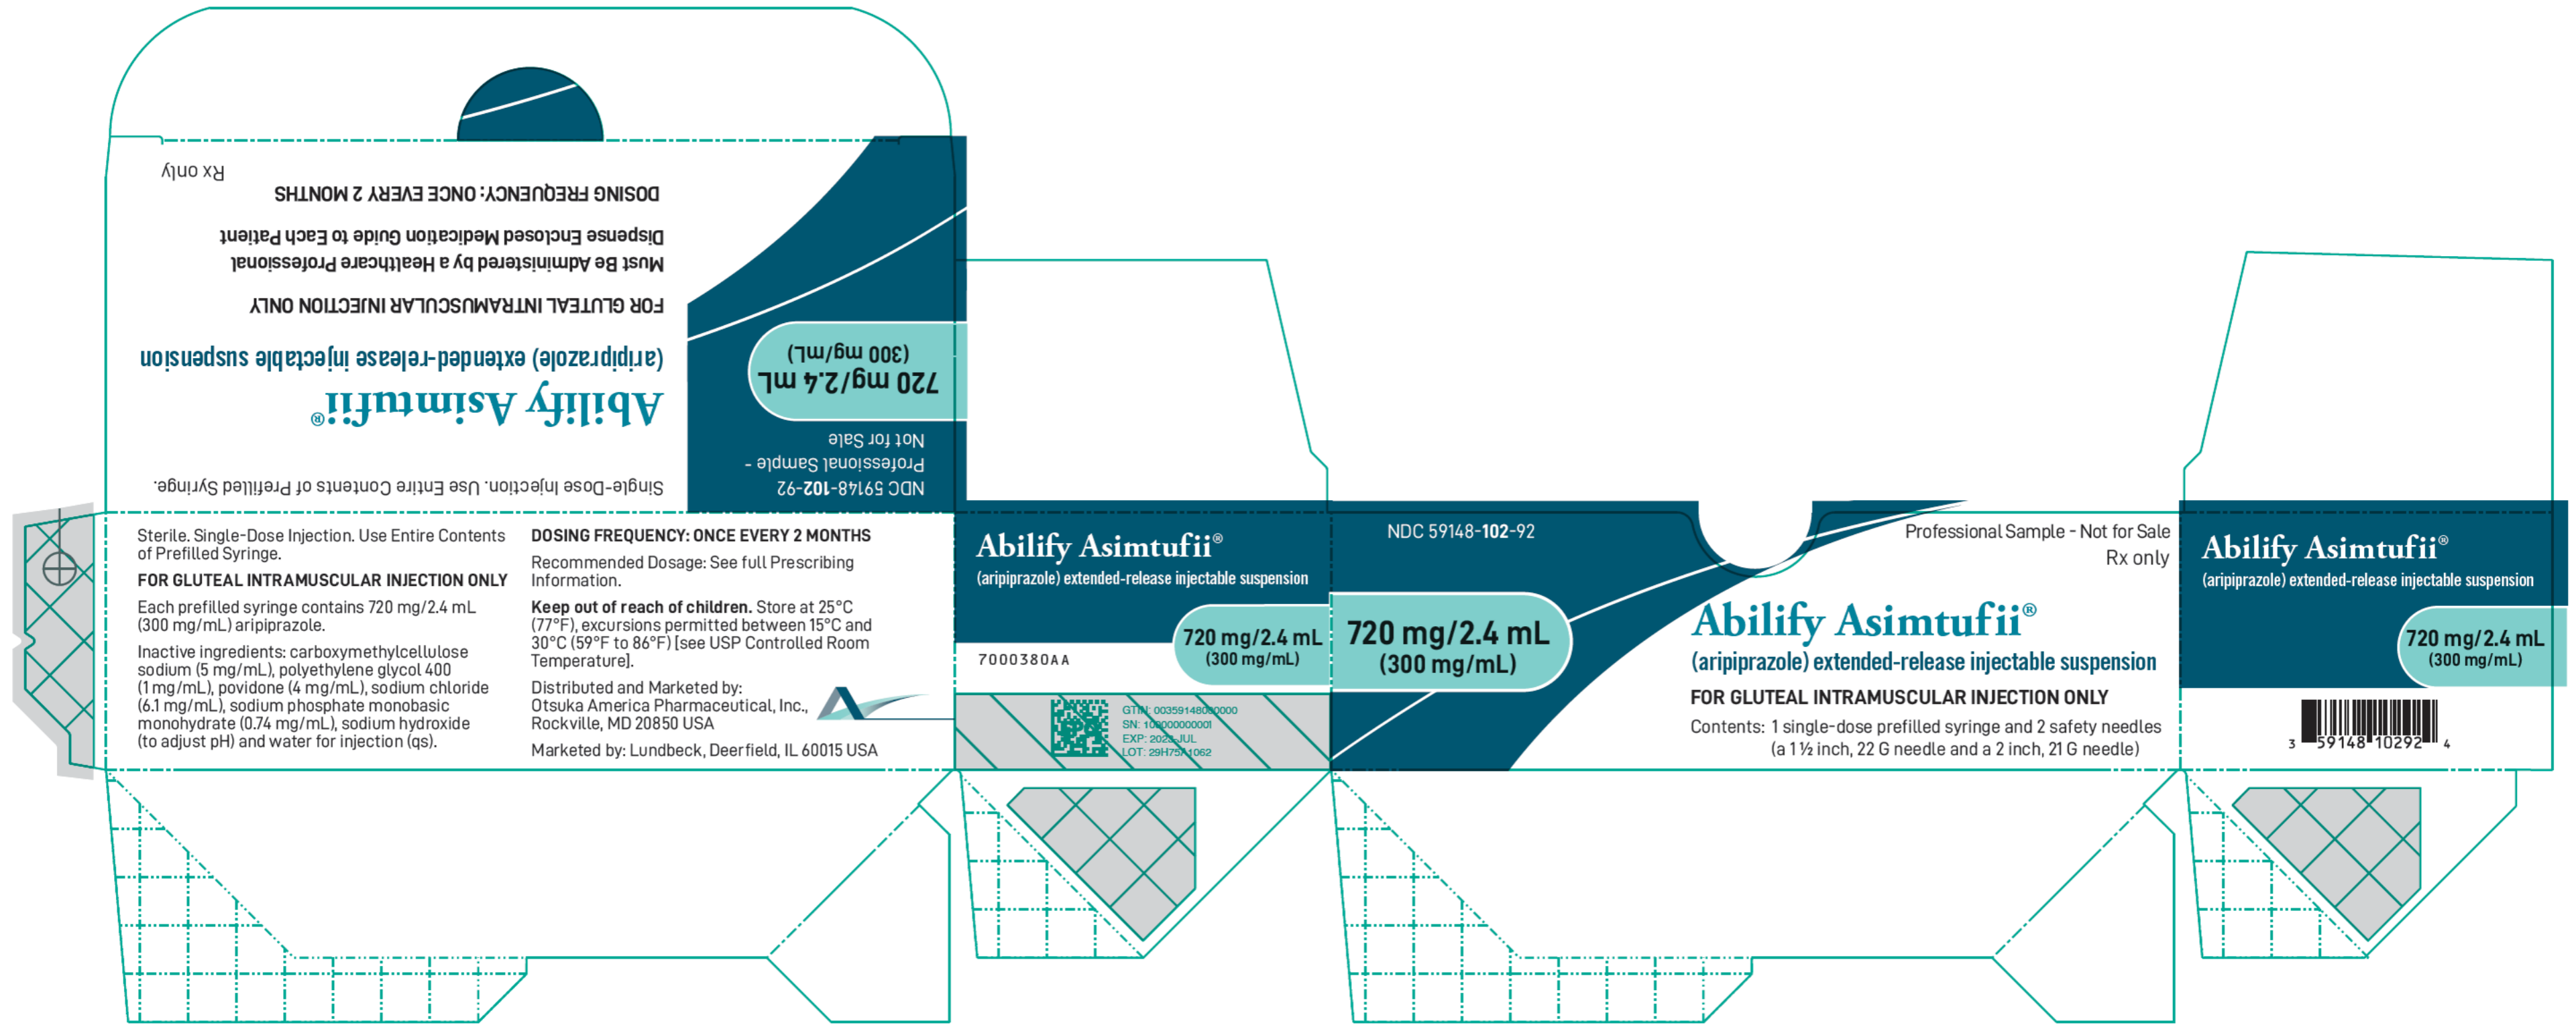 Rx only
DOSING FREQUENCY: ONCE EVERY 2 MONTHS
Dispense Enclosed Medication Guide to Each Patient
Must Be Administered by a Healthcare Professional
FOR GLUTEAL INTRAMUSCULAR INJECTION ONLY
(aripiprazole) extended-release injectable suspension
Abilify Asimtufii®
Single-Dose Injection. Use Entire Contents of Prefilled Syringe.
(300 mg/mL)
720 mg/2.4 mL
Not for Sale
Professional Sample -
NDC 59148-102-92
Sterile. Single-Dose Injection. Use Entire Contents
of Prefilled Syringe.
FOR GLUTEAL INTRAMUSCULAR INJECTION ONLY
Each prefilled syringe contains 720 mg/2.4 mL
(300 mg/mL) aripiprazole.
Inactive ingredients: carboxymethylcellulose
sodium (5 mg/mL), polyethylene glycol 400
(1 mg/mL), povidone (4 mg/mL), sodium chloride
(6.1 mg/mL), sodium phosphate monobasic
monohydrate (0.74 mg/mL), sodium hydroxide
(to adjust pH) and water for injection (qs).
DOSING FREQUENCY: ONCE EVERY 2 MONTHS
Recommended Dosage: See full Prescribing
Information.
Keep out of reach of children. Store at 25°C
(77°F), excursions permitted between 15°C and
30°C (59°F to 86°F) [see USP Controlled Room
Temperature].
Distributed and Marketed by:
Otsuka America Pharmaceutical, Inc.,
Rockville, MD 20850 USA
Marketed by: Lundbeck, Deerfield, IL 60015 USA
Abilify Asimtufii®
(aripiprazole) extended-release injectable suspension
720 mg/2.4 mL
(300 mg/mL)
7000380AA
GTIN: 00359148000000
SN: 10000000001
EXP: 2023-JUL
LOT: 29H75A1062
NDC 59148-102-92
720 mg/2.4 mL
(300 mg/mL)
Professional Sample - Not for Sale
Rx only
Abilify Asimtufii®
(aripiprazole) extended-release injectable suspension
FOR GLUTEAL INTRAMUSCULAR INJECTION ONLY
Contents: 1 single-dose prefilled syringe and 2 safety needles
(a 1 ½ inch, 22 G needle and a 2 inch, 21 G needle)
Abilify Asimtufii®
(aripiprazole) extended-release injectable suspension
720 mg/2.4 mL
(300 mg/mL)
3 59148 10292 4